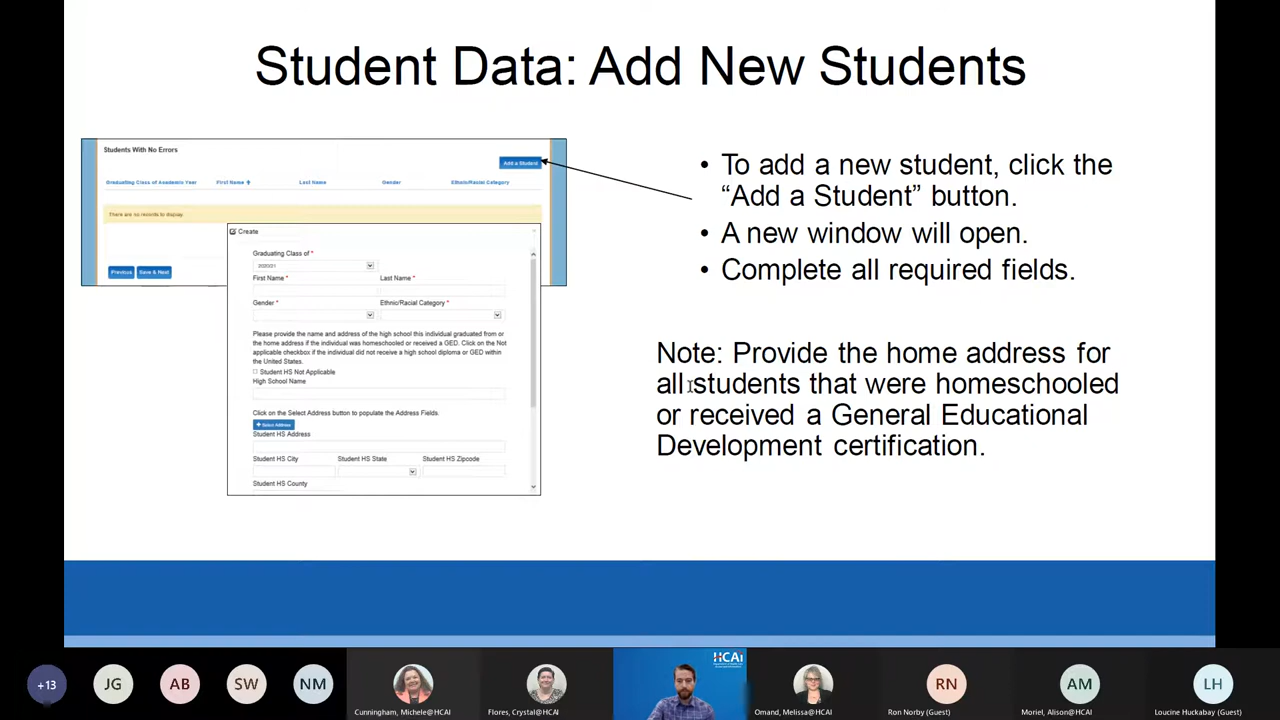 Student Data: Add New Students
Students With No Errors
Add a Student
Graduating Class of Academic Year First Name Last Name Gender Ethnic/Racial Category
There are no records to display.
Previous Save & Next
Create
Graduating Class of *
2020/21
First Name * Last Name *
Gender * Ethnic/Racial Category *
Please provide the name and address of the high school this individual graduated from or
the home address if the individual was homeschooled or received a GED. Click on the Not
applicable checkbox if the individual did not receive a high school diploma or GED within
the United States.
Student HS Not Applicable
High School Name
Click on the Select Address button to populate the Address Fields.
+ Select Address
Student HS Address
Student HS City Student HS State Student HS Zipcode
Student HS County
• To add a new student, click the
“Add a Student” button.
• A new window will open.
• Complete all required fields.
Note: Provide the home address for
all students that were homeschooled
or received a General Educational
Development certification.
+13 JG AB SW NM HCAi RN AM LH
Cunningham, Michele@HCAI Flores, Crystal@HCAI Omand, Melissa@HCAI Ron Norby (Guest) Moriel, Alison@HCAI Loucine Huckabay (Guest)